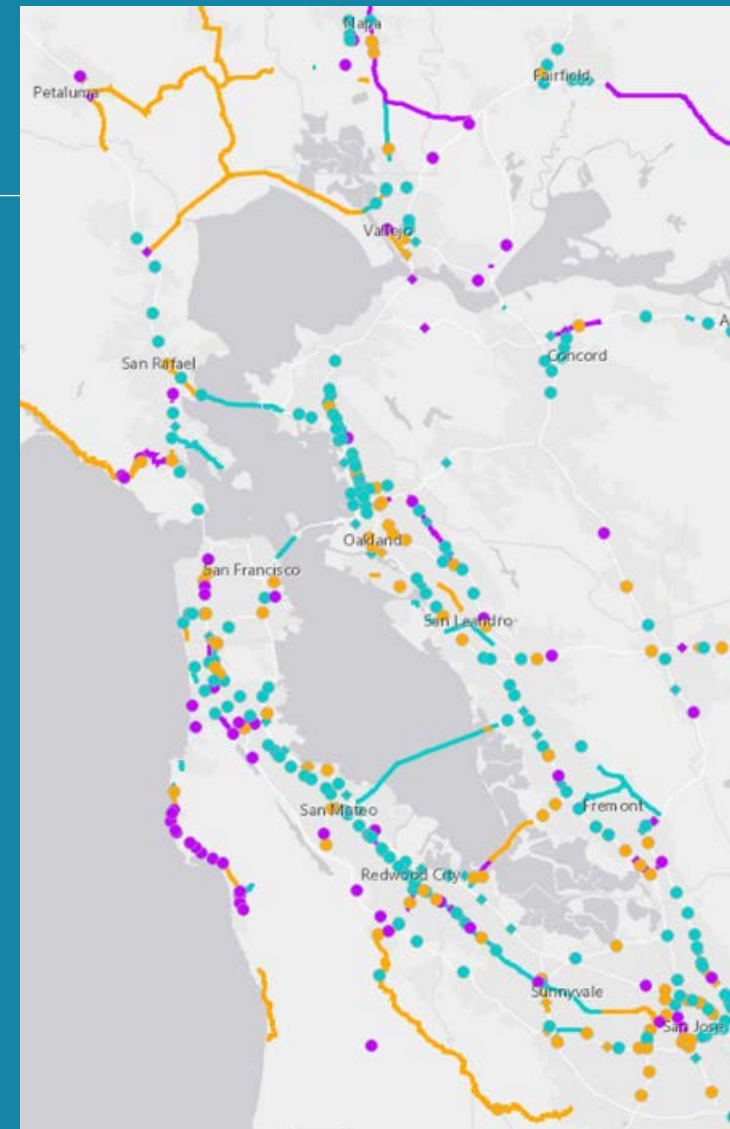 Napa
Fairfield
Petaluma
Vallejo
Concord
A
San Rafael
Oakland
San Francisco
San Leandro
San Mateo
Fremont
Redwood City
Sunnyvale
San Jose